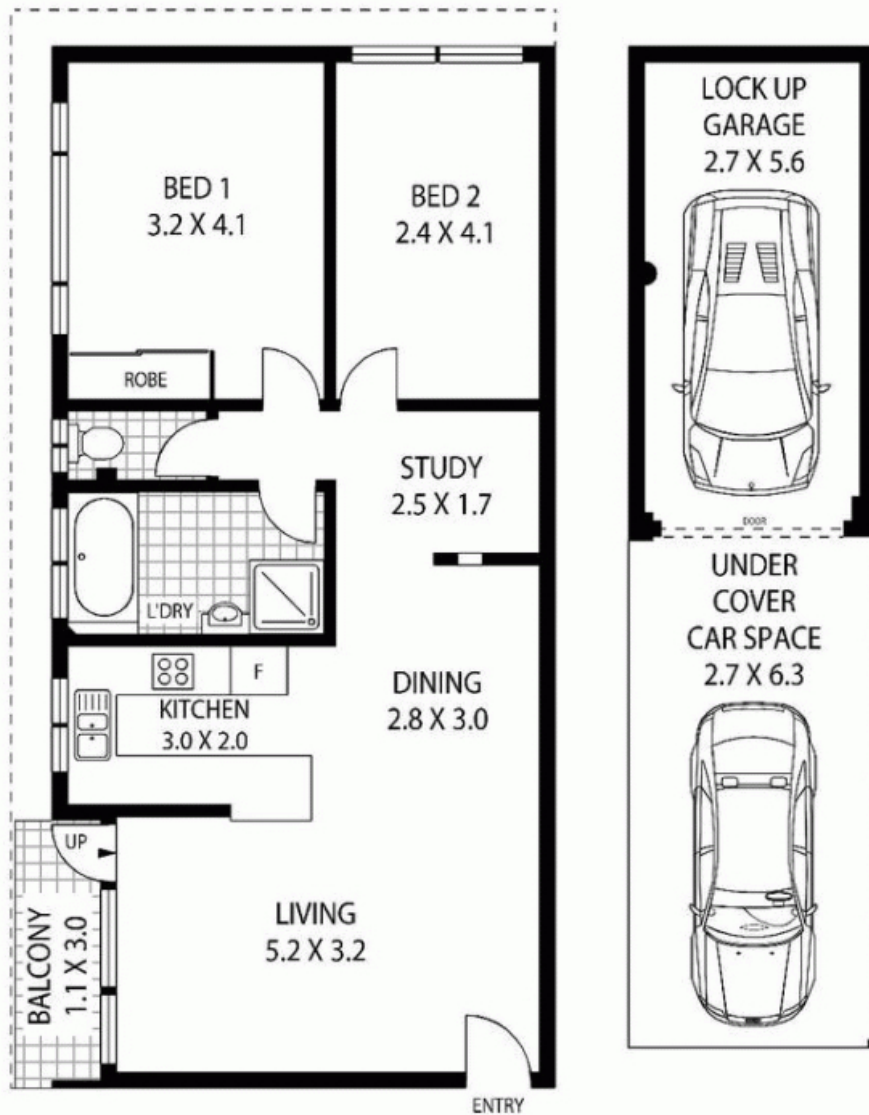 BED 1
3.2 X 4.1
BED 2
2.4 X 4.1
ROBE
STUDY
2.5 X 1.7
L'DRY
F
KITCHEN
3.0 X 2.0
DINING
2.8 X 3.0
UP
BALCONY
1.1 X 3.0
LIVING
5.2 X 3.2
ENTRY
LOCK UP
GARAGE
2.7 X 5.6
DOOR
UNDER
COVER
CAR SPACE
2.7 X 6.3